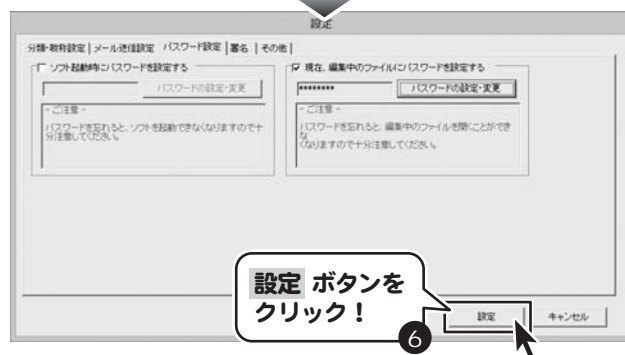 設定
分類・敬称設定 メール送信設定 パスワード設定 署名 その他
ソフト起動時にパスワードを設定する
パスワードの設定・変更
- ご注意 -
パスワードを忘れると、ソフトを起動できなくなりますので十
分注意してください。
現在、編集中のファイルにパスワードを設定する
********
パスワードの設定・変更
- ご注意 -
パスワードを忘れると、編集中のファイルを開くことができ
な
くなりますので十分注意してください。
設定 ボタンを
クリック！
6
設定
キャンセル